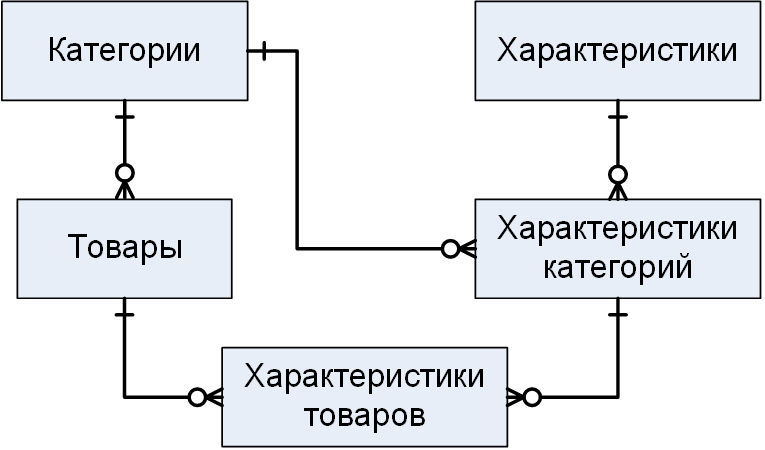 Категории
Характеристики
Товары
Характеристики
категорий
Характеристики
товаров